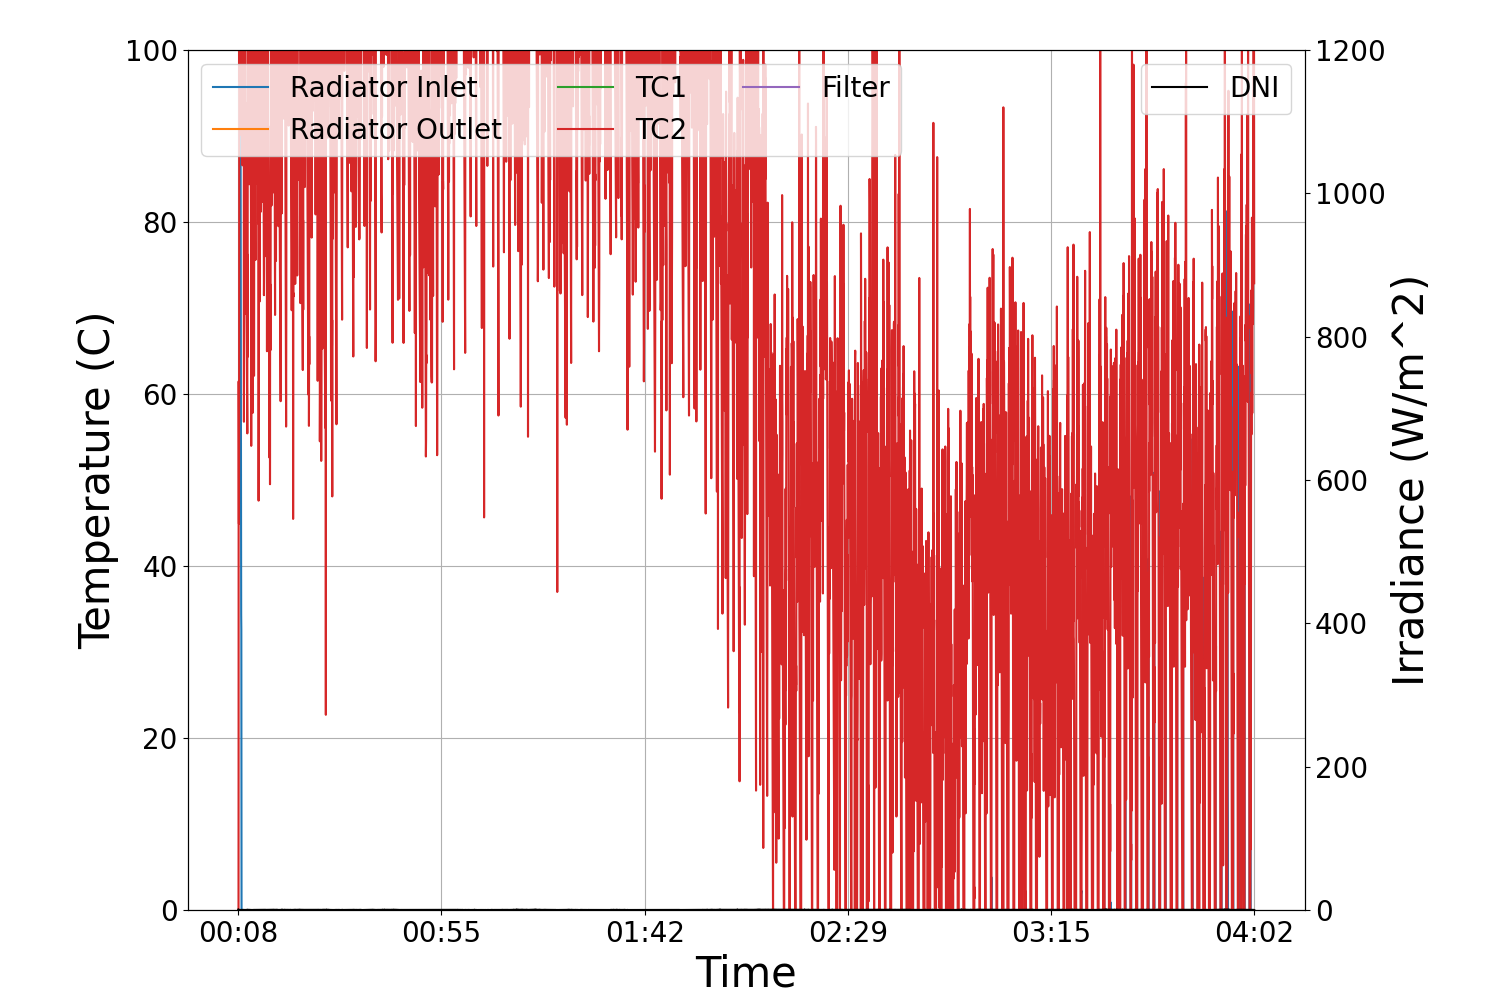 100
80
60
40
20
0
Temperature (C)
Radiator Inlet
Radiator Outlet
TC1
TC2
Filter
DNI
1200
1000
800
600
400
200
0
Irradiance (W/m^2)
00:08
00:55
01:42
02:29
03:15
04:02
Time